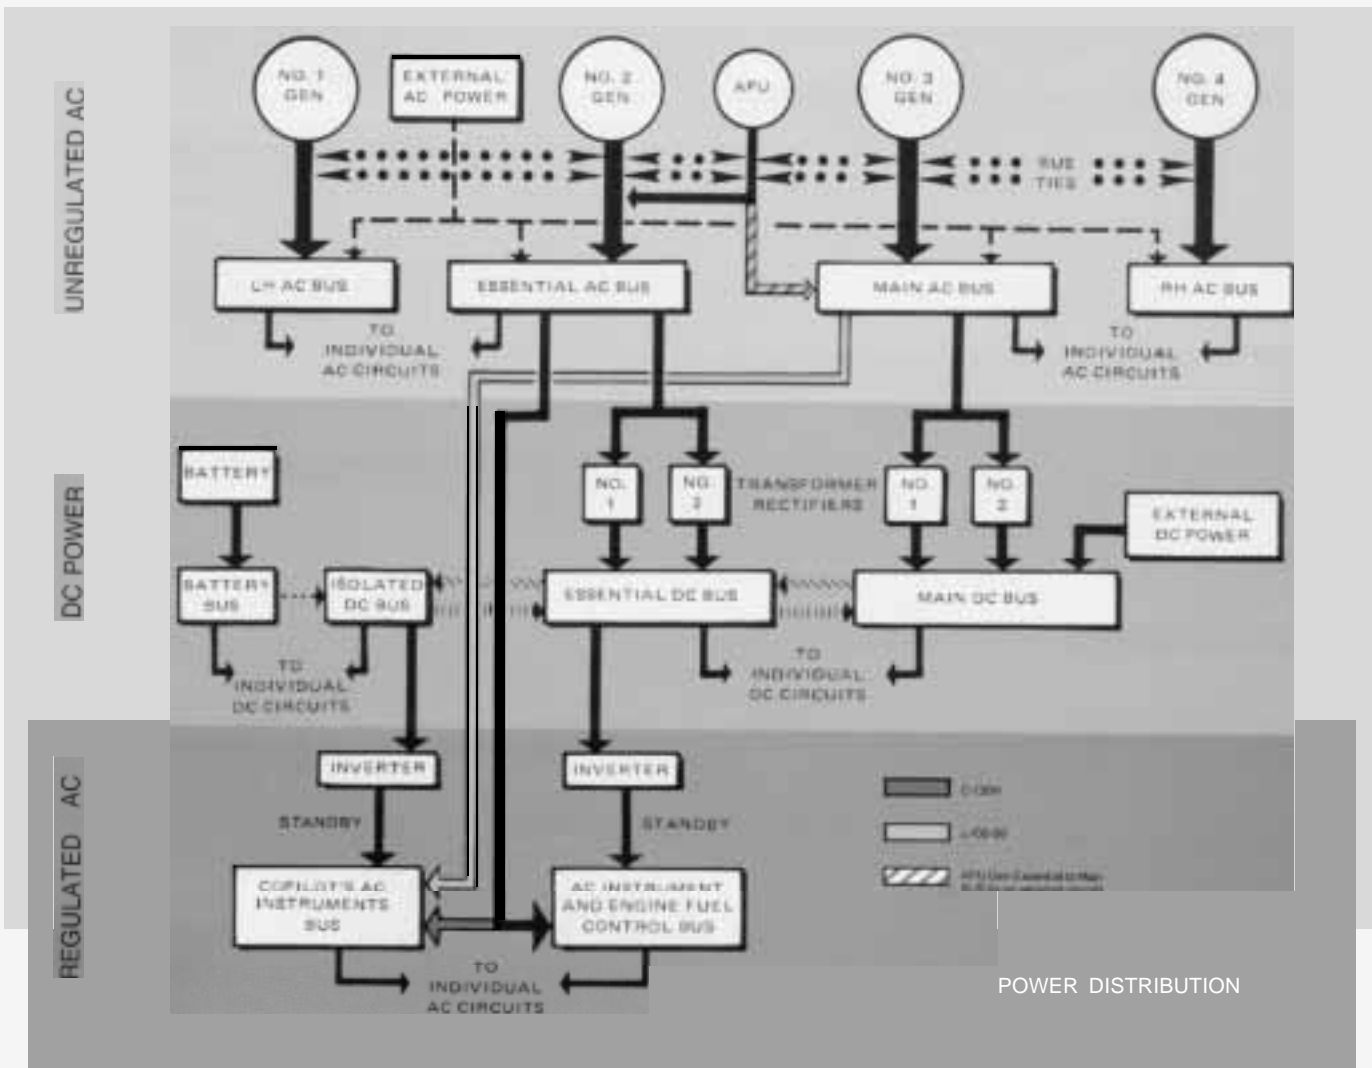 UNREGULATED AC
NO. 1
GEN
EXTERNAL
AC POWER
NO. 2
GEN
APU
NO. 3
GEN
NO. 4
GEN
BUS
TIES
LH AC BUS
ESSENTIAL AC BUS
MAIN AC BUS
RH AC BUS
TO
INDIVIDUAL
AC CIRCUITS
TO
INDIVIDUAL
AC CIRCUITS
DC POWER
BATTERY
NO.
1
NO.
2
TRANSFORMER
RECTIFIERS
NO.
1
NO.
2
EXTERNAL
DC POWER
BATTERY
BUS
ISOLATED
DC BUS
ESSENTIAL DC BUS
MAIN DC BUS
TO
INDIVIDUAL
DC CIRCUITS
TO
INDIVIDUAL
DC CIRCUITS
REGULATED AC
INVERTER
INVERTER
STANDBY
STANDBY
COPILOT'S AC
INSTRUMENTS
BUS
AC INSTRUMENT
AND ENGINE FUEL
CONTROL BUS
TO
INDIVIDUAL
AC CIRCUITS
POWER DISTRIBUTION